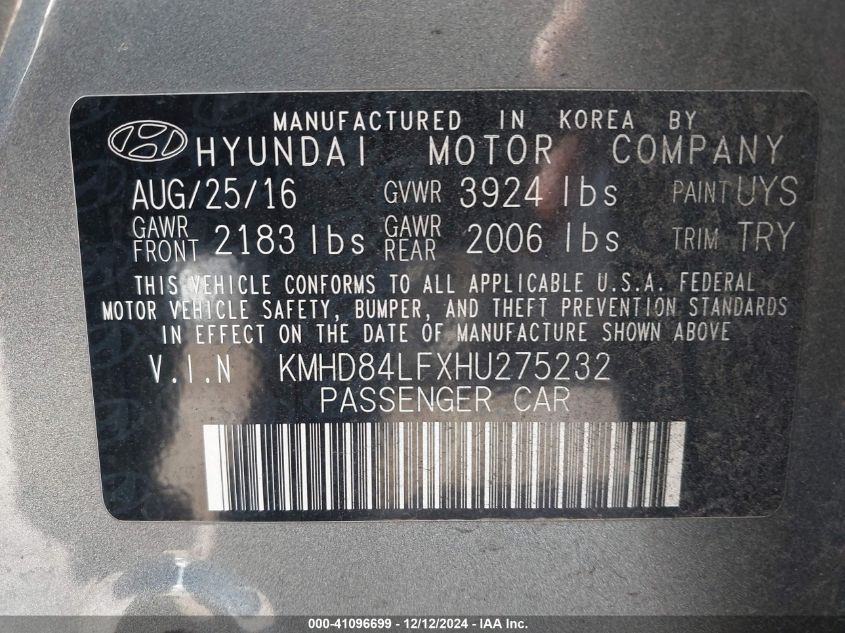 MANUFACTURED IN KOREA BY
HYUNDAI MOTOR COMPANY
AUG/25/16 GVWR 3924 lbs PAINT UYS
GAWR FRONT 2183 lbs GAWR REAR 2006 lbs TRIM TRY
THIS VEHICLE CONFORMS TO ALL APPLICABLE U.S.A. FEDERAL
MOTOR VEHICLE SAFETY, BUMPER, AND THEFT PREVENTION STANDARDS
IN EFFECT ON THE DATE OF MANUFACTURE SHOWN ABOVE
V.I.N KMHD84LFXHU275232
PASSENGER CAR
000-41096699 - 12/12/2024 - IAA Inc.